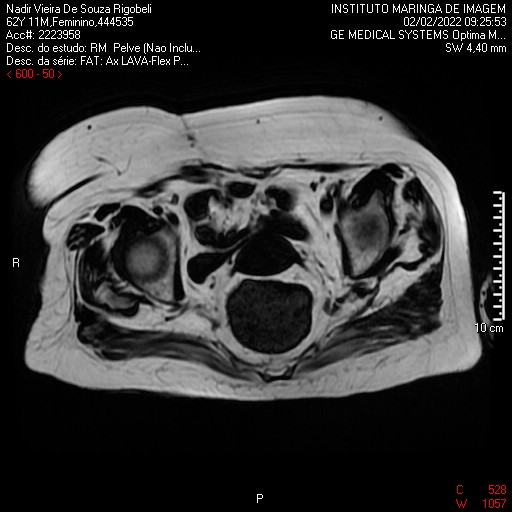 Nadir Vieira De Souza Rigobeli
62Y 11M,Feminino,444535
Acc#: 2223958
Desc. do estudo: RM Pelve (Nao Inclu...
Desc. da série: FAT: Ax LAVA-Flex P...
< 600 - 50 >
INSTITUTO MARINGA DE IMAGEM
02/02/2022 09:25:53
GE MEDICAL SYSTEMS Optima M...
SW 4,40 mm
R
10 cm
P
C 528
W 1057